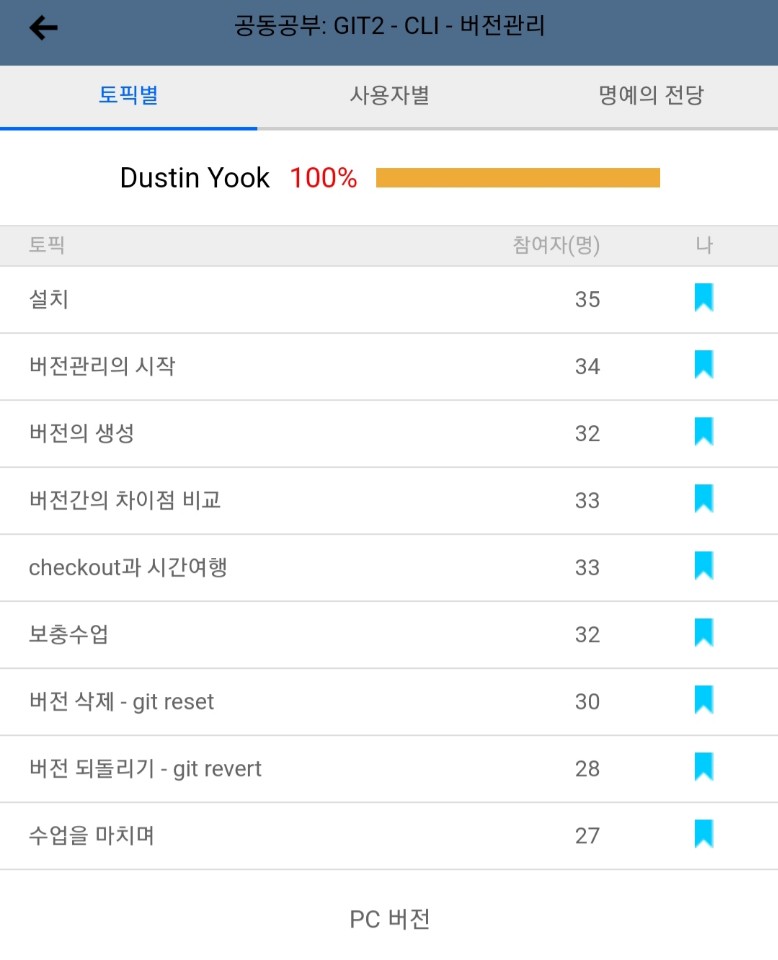 공동공부: GIT2 - CLI - 버전관리
토픽별 사용자별 명예의 전당
Dustin Yook 100%
토픽 참여자(명) 나
설치 35
버전관리의 시작 34
버전의 생성 32
버전간의 차이점 비교 33
checkout과 시간여행 33
보충수업 32
버전 삭제 - git reset 30
버전 되돌리기 - git revert 28
수업을 마치며 27
PC 버전